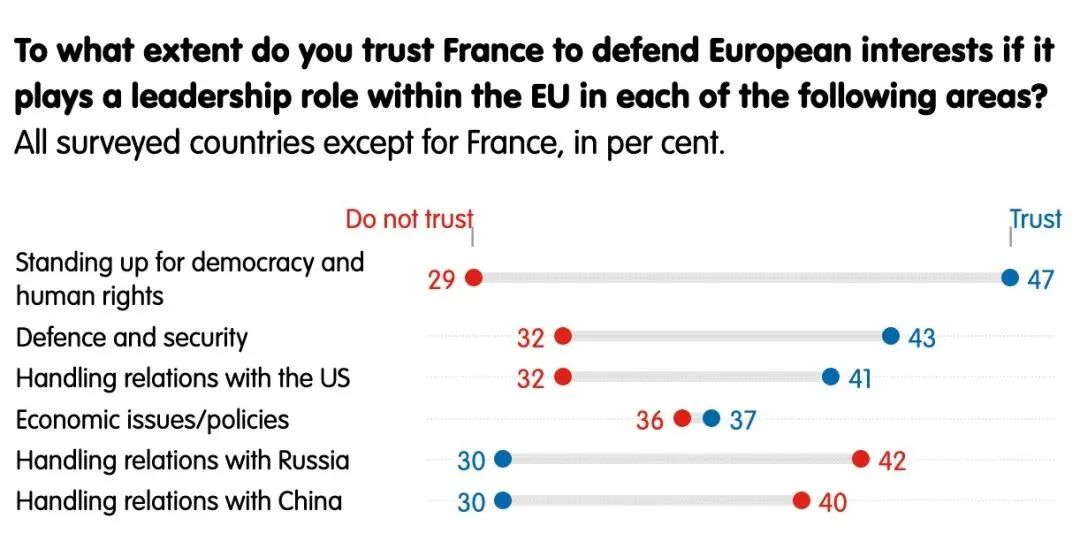 To what extent do you trust France to defend European interests if it
plays a leadership role within the EU in each of the following areas?
All surveyed countries except for France, in per cent.
Do not trust Trust
Standing up for democracy and
human rights
29 47
Defence and security 32 43
Handling relations with the US 32 41
Economic issues/policies 36 37
Handling relations with Russia 30 42
Handling relations with China 30 40